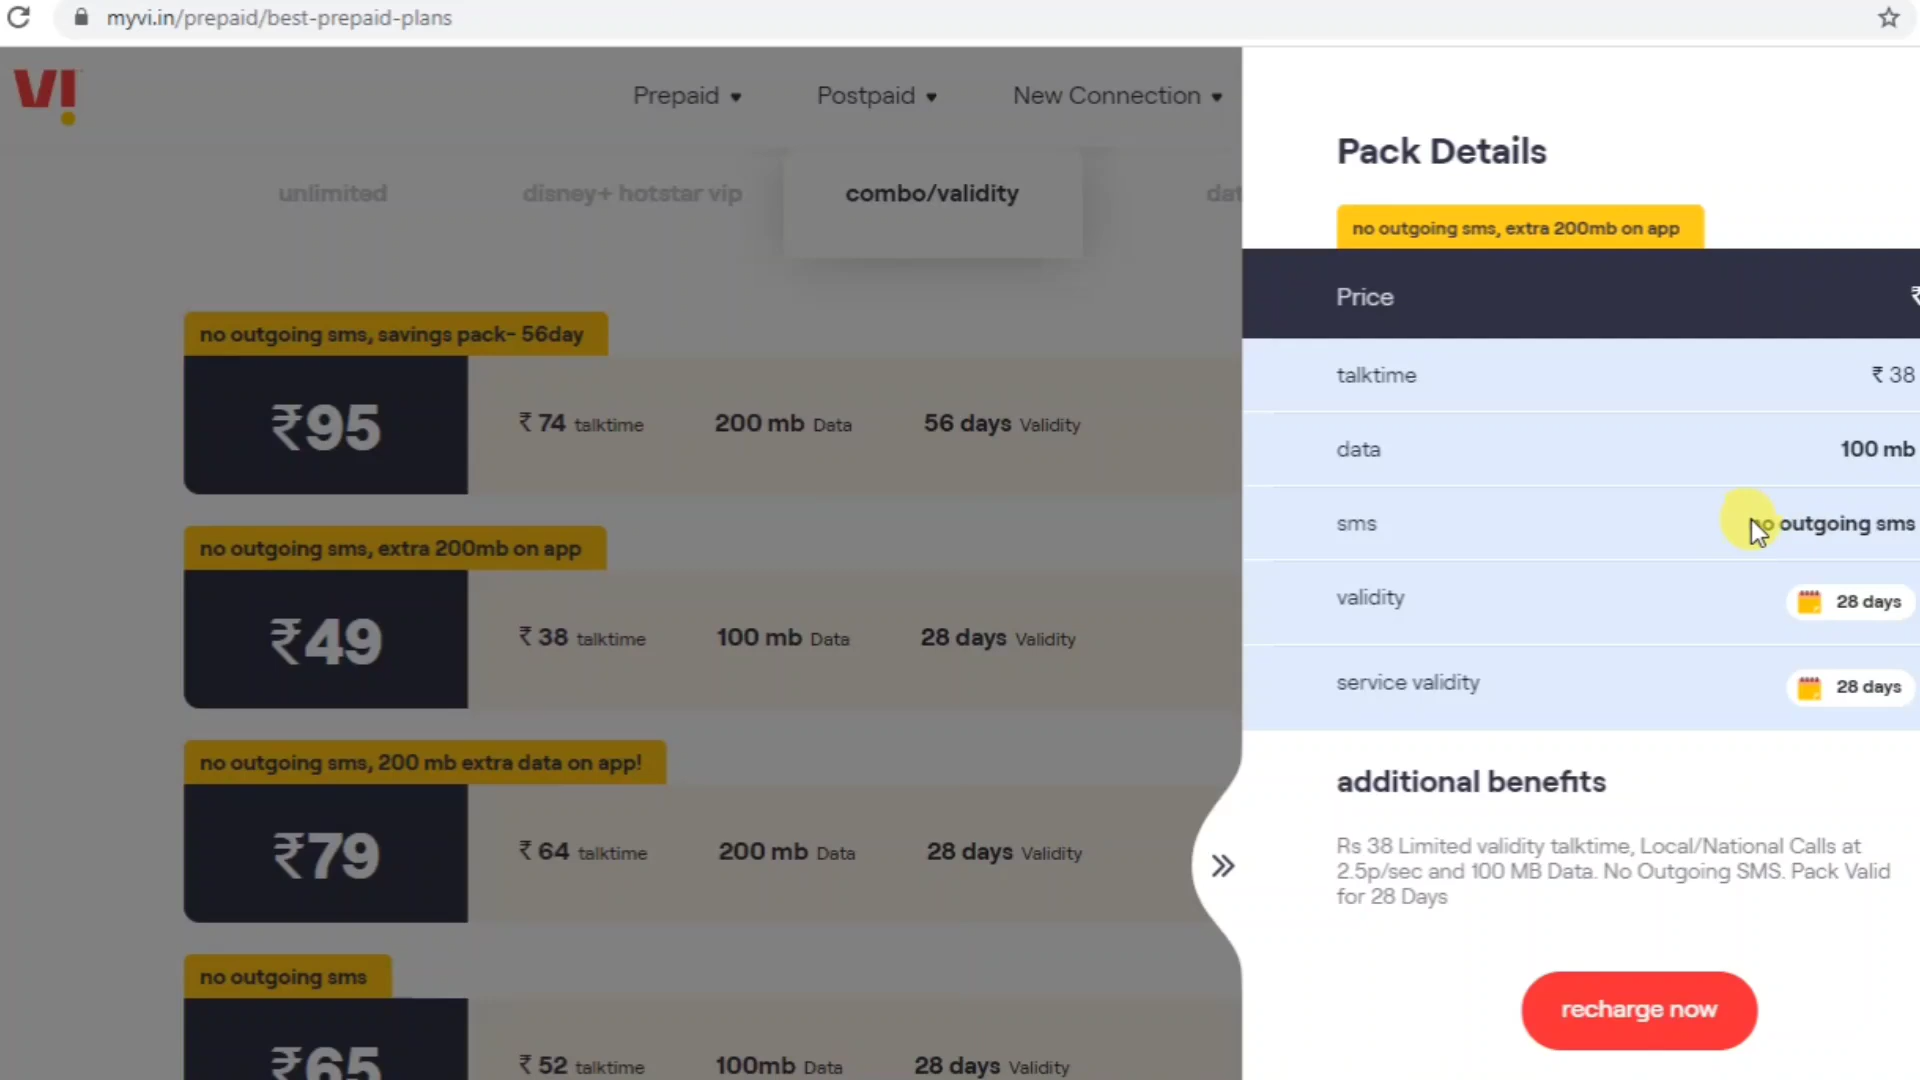 myvi.in/prepaid/best-prepaid-plans
VI
Prepaid
Postpaid
New Connection
unlimited
disney+ hotstar vip
combo/validity
dat
no outgoing sms, savings pack- 56day
₹95
₹ 74 talktime
200 mb Data
56 days Validity
no outgoing sms, extra 200mb on app
₹49
₹ 38 talktime
100 mb Data
28 days Validity
no outgoing sms, 200 mb extra data on app!
₹79
₹ 64 talktime
200 mb Data
28 days Validity
no outgoing sms
₹65
₹ 52 talktime
100mb Data
28 days Validity
Pack Details
no outgoing sms, extra 200mb on app
Price ₹
talktime ₹ 38
data 100 mb
sms no outgoing sms
validity 28 days
service validity 28 days
additional benefits
Rs 38 Limited validity talktime, Local/National Calls at
2.5p/sec and 100 MB Data. No Outgoing SMS. Pack Valid
for 28 Days
recharge now